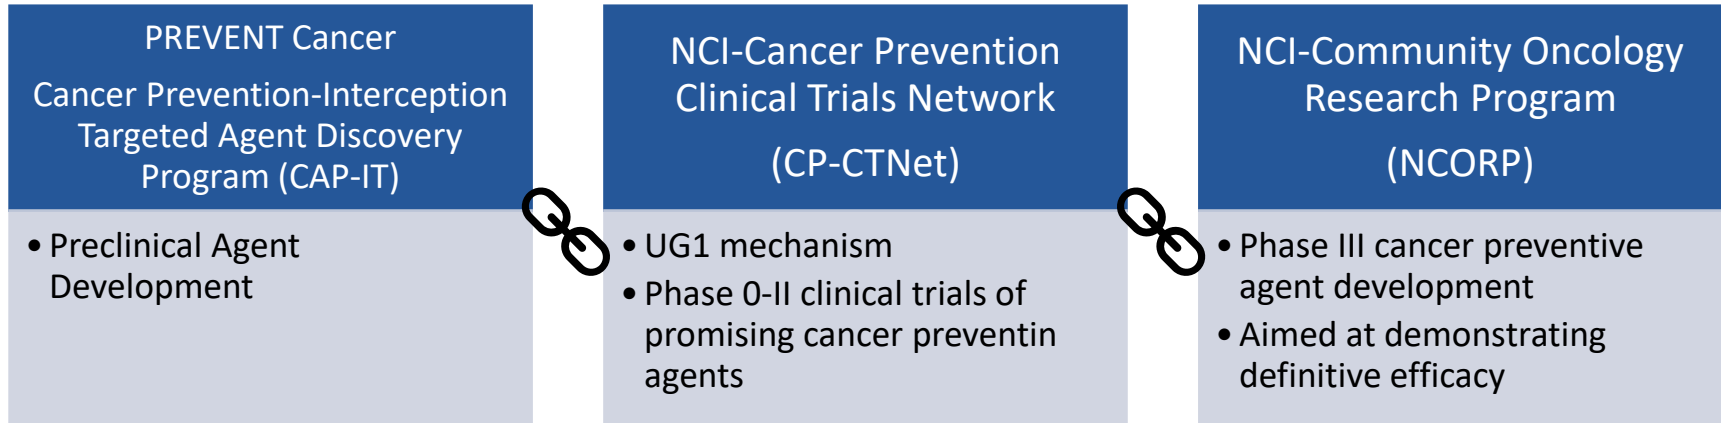 PREVENT Cancer
Cancer Prevention-Interception
Targeted Agent Discovery
Program (CAP-IT)
• Preclinical Agent
Development
NCI-Cancer Prevention
Clinical Trials Network
(CP-CTNet)
• UG1 mechanism
• Phase 0-II clinical trials of
promising cancer preventin
agents
NCI-Community Oncology
Research Program
(NCORP)
• Phase III cancer preventive
agent development
• Aimed at demonstrating
definitive efficacy